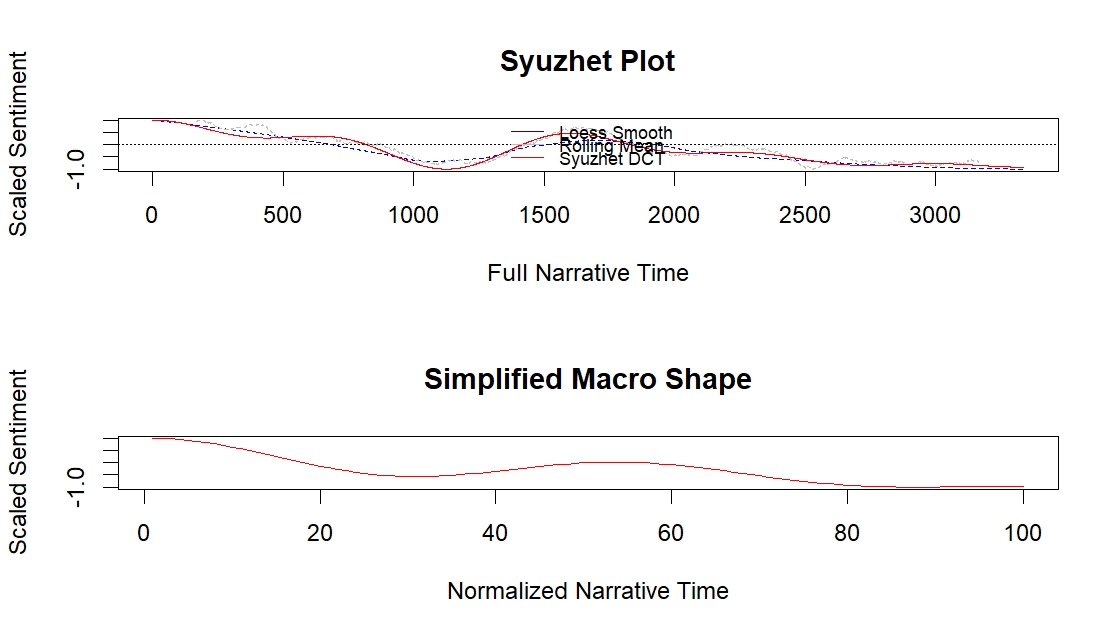 Syuzhet Plot
Scaled Sentiment
-1.0
Loess Smooth
Rolling Mean
Syuzhet DCT
0 500 1000 1500 2000 2500 3000
Full Narrative Time
Simplified Macro Shape
Scaled Sentiment
-1.0
0 20 40 60 80 100
Normalized Narrative Time